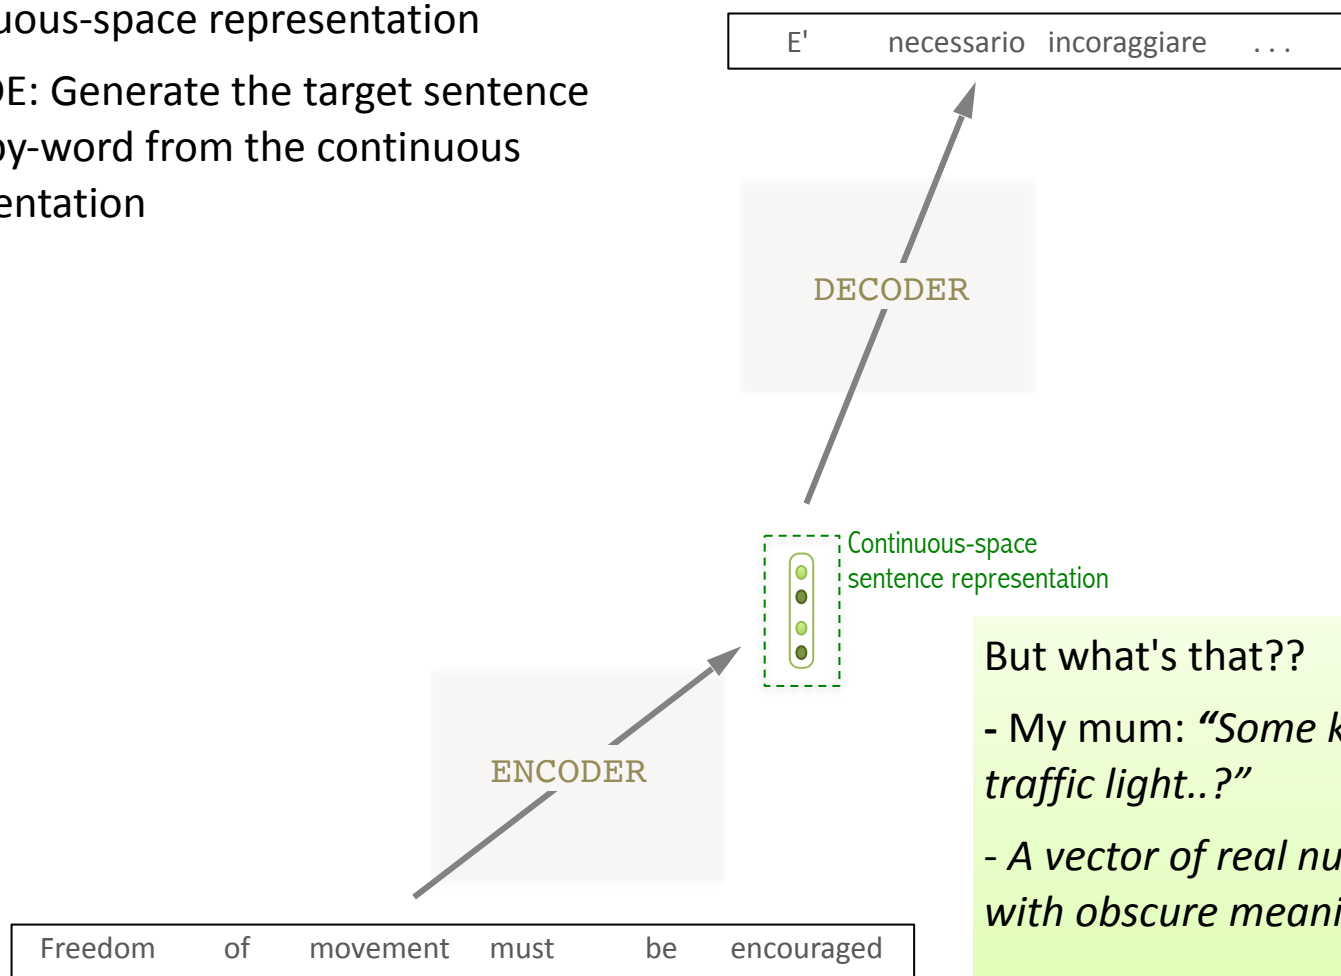 uous-space representation
DE: Generate the target sentence
by-word from the continuous
entation
E' necessario incoraggiare ...
DECODER
Continuous-space
sentence representation
But what's that??
- My mum: “Some k
traffic light..?”
- A vector of real nu
with obscure meani
ENCODER
Freedom of movement must be encouraged